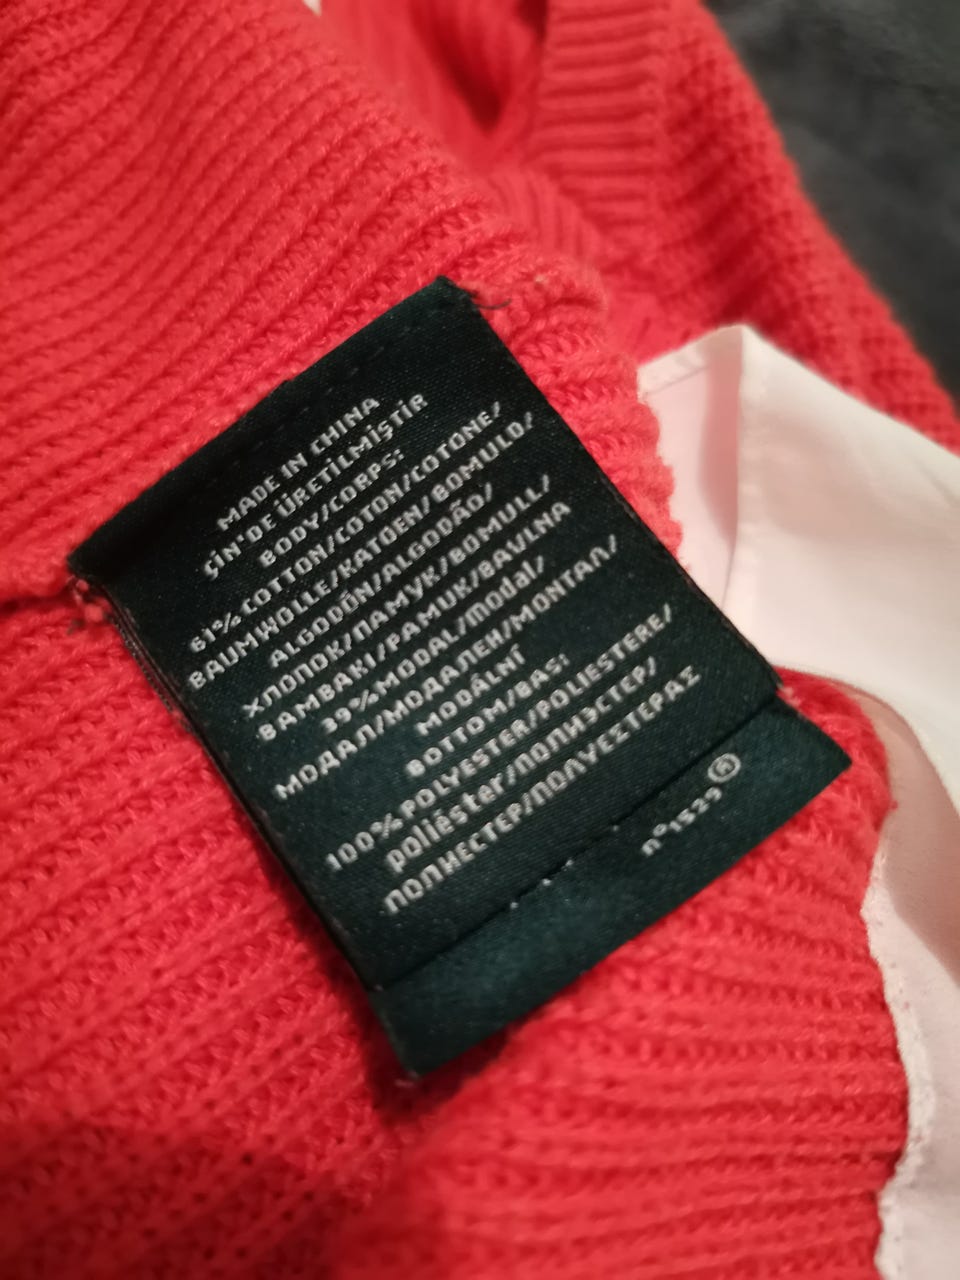 MADE IN CHINA
ÇİN'DE ÜRETİLMİŞTİR
BODY/CORPS:
61%COTTON/COTON/COTONE/
BAUMWOLLE/KATOEN/BOMULD/
ALGODÓN/ALGODÃO/
ХЛОПОК/ПАМУК/BOMULL/
BAMBAKI/PAMUK/BAVLNA
39%MODAL/modal/
МОДАЛ/МОДАЛЕН/MONTAN/
MODÁLNÍ
BOTTOM/BAS:
100%POLYESTER/POLIESTERE/
poliéster/ПОЛИЭСТЕР/
ПОЛИЕСТЕР/ΠΟΛΥΕΣΤΕΡΑΣ
n°1525